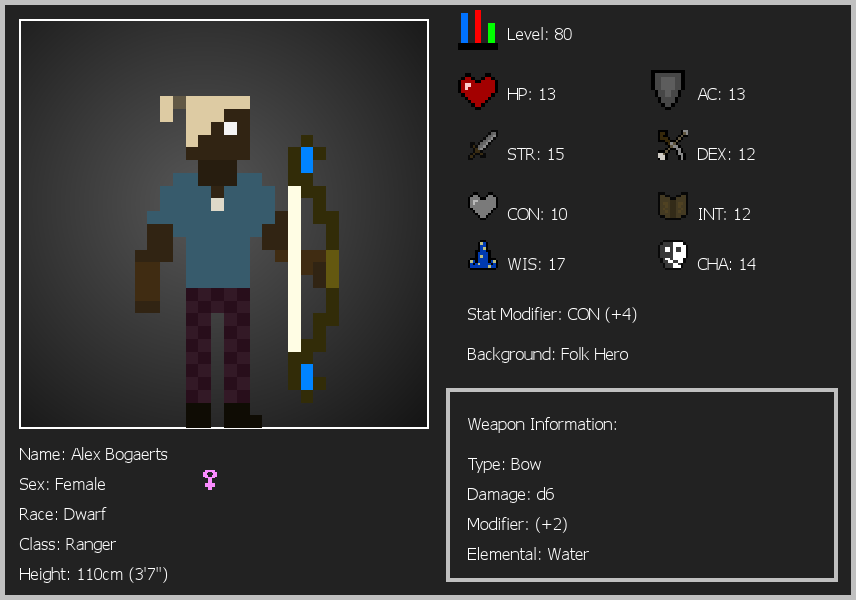 Level: 80
HP: 13
AC: 13
STR: 15
DEX: 12
CON: 10
INT: 12
WIS: 17
CHA: 14
Stat Modifier: CON (+4)
Background: Folk Hero
Weapon Information:
Type: Bow
Damage: d6
Modifier: (+2)
Elemental: Water
Name: Alex Bogaerts
Sex: Female
Race: Dwarf
Class: Ranger
Height: 110cm (3'7")